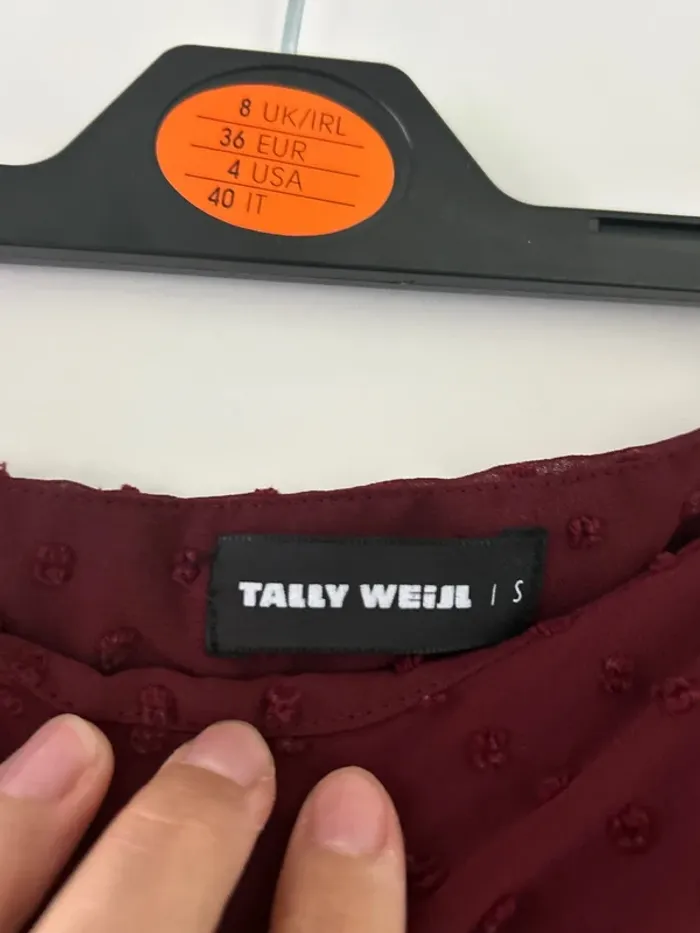 8 UK/IRL
36 EUR
4 USA
40 IT
TALLY WEiJL | S